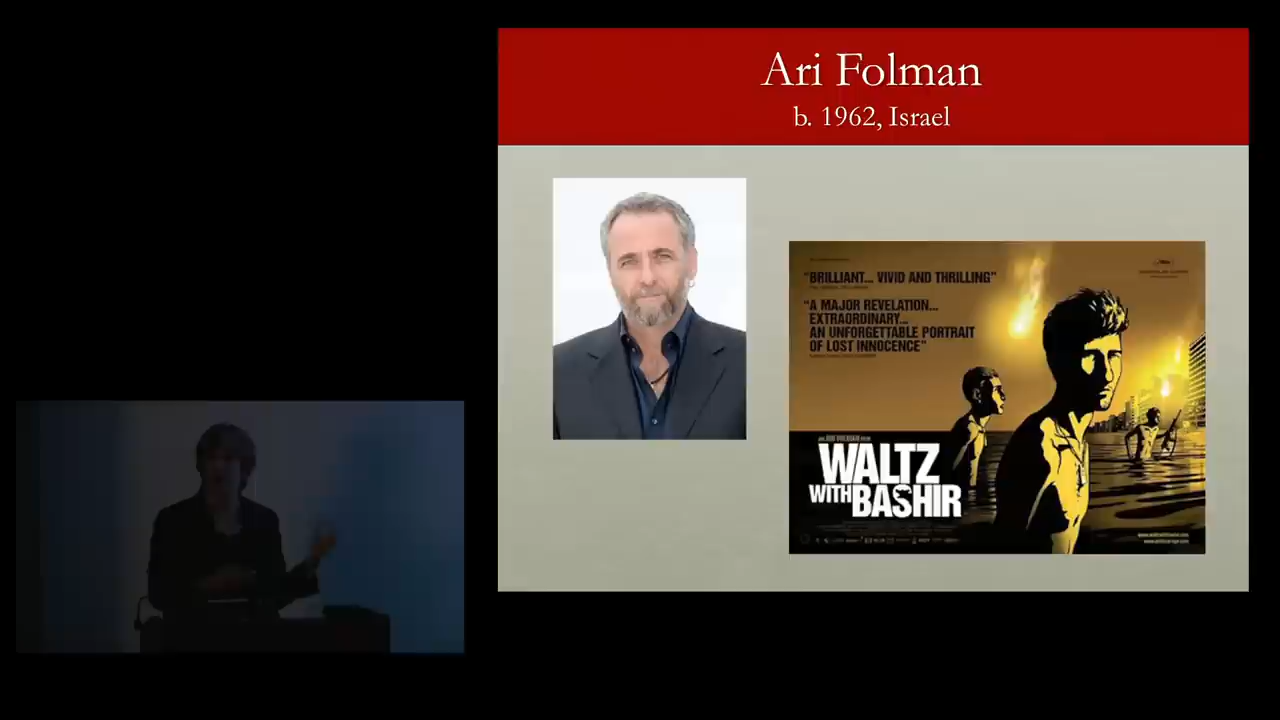 Ari Folman
b. 1962, Israel
"BRILLIANT... VIVID AND THRILLING"
"A MAJOR REVELATION...
EXTRAORDINARY...
AN UNFORGETTABLE PORTRAIT
OF LOST INNOCENCE"
WALTZ
WITH BASHIR